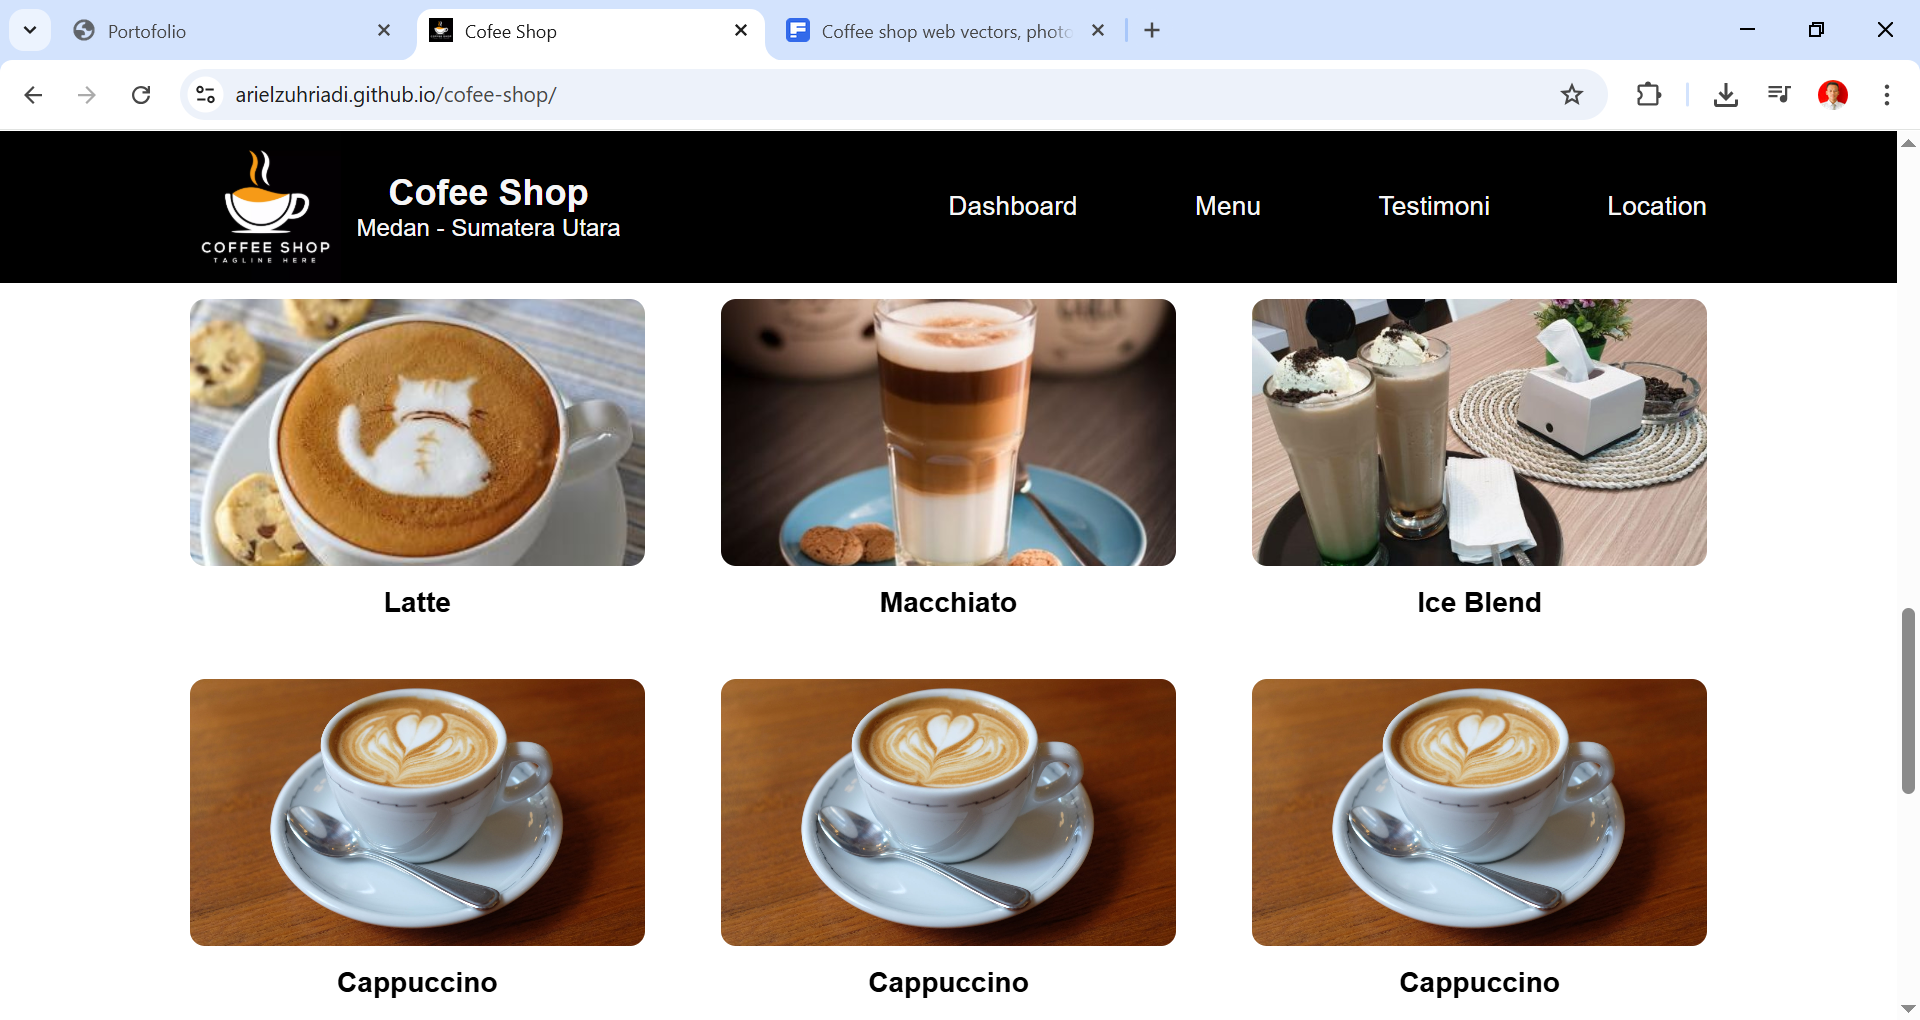 Portofolio
Cofee Shop
Coffee shop web vectors, photo
arielzuhriadi.github.io/cofee-shop/
COFFEE SHOP
TAGLINE HERE
Cofee Shop
Medan - Sumatera Utara
Dashboard
Menu
Testimoni
Location
Latte
Macchiato
Ice Blend
Cappuccino
Cappuccino
Cappuccino